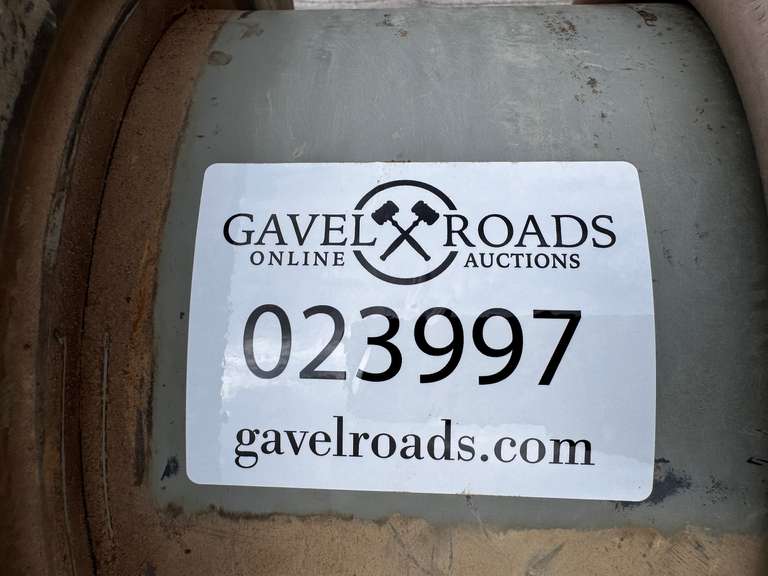 GAVEL ROADS
ONLINE AUCTIONS
023997
gavelroads.com